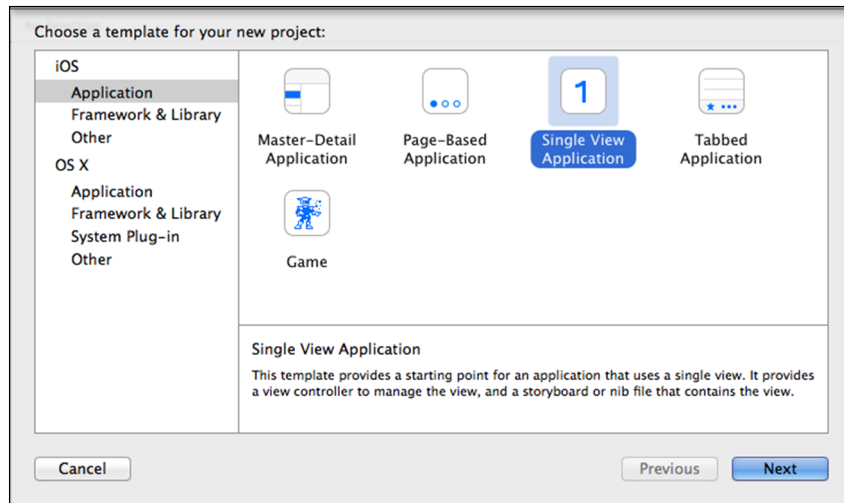 Choose a template for your new project:
iOS
Application
Framework & Library
Other
OS X
Application
Framework & Library
System Plug-in
Other
Master-Detail
Application
Page-Based
Application
1
Single View
Application
Tabbed
Application
Game
Single View Application
This template provides a starting point for an application that uses a single view. It provides
a view controller to manage the view, and a storyboard or nib file that contains the view.
Cancel
Previous
Next